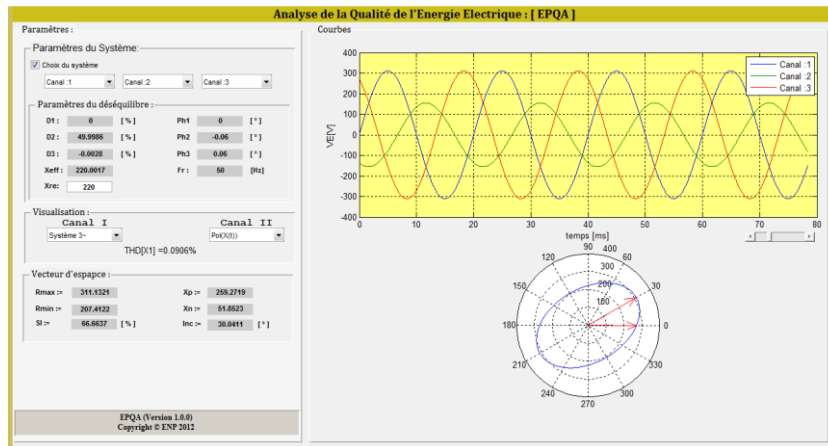 Analyse de la Qualité de l'Energie Electrique : [ EPQA ]
Paramètres :
Paramètres du Système:
Choix du système
Canal :1 Canal :2 Canal :3
Paramètres du déséquilibre :
D1 : 0 [ % ] Ph1 0 [ ° ]
D2 : 49.9986 [ % ] Ph2 -0.06 [ ° ]
D3 : -0.0028 [ % ] Ph3 0.06 [ ° ]
Xeff : 220.0017 Fr : 50 [Hz]
Xre: 220
Visualisation :
Canal I Canal II
Système 3~ Pol(X(t))
THD[X1] =0.0906%
Vecteur d'espapce :
Rmax := 311.1321 Xp := 259.2719
Rmin := 207.4122 Xn := 51.8523
SI := 66.6637 [ % ] Inc := 30.0411 [ ° ]
EPQA (Version 1.0.0)
Copyright © ENP 2012
Courbes
400
300
200
100
0
-100
-200
-300
-400
VE[V]
Canal :1
Canal :2
Canal :3
0 10 20 30 40 50 60 70 80
temps [ms]
90 400
120 60
300
150 200 30
100
180 0
210 330
240 300
270